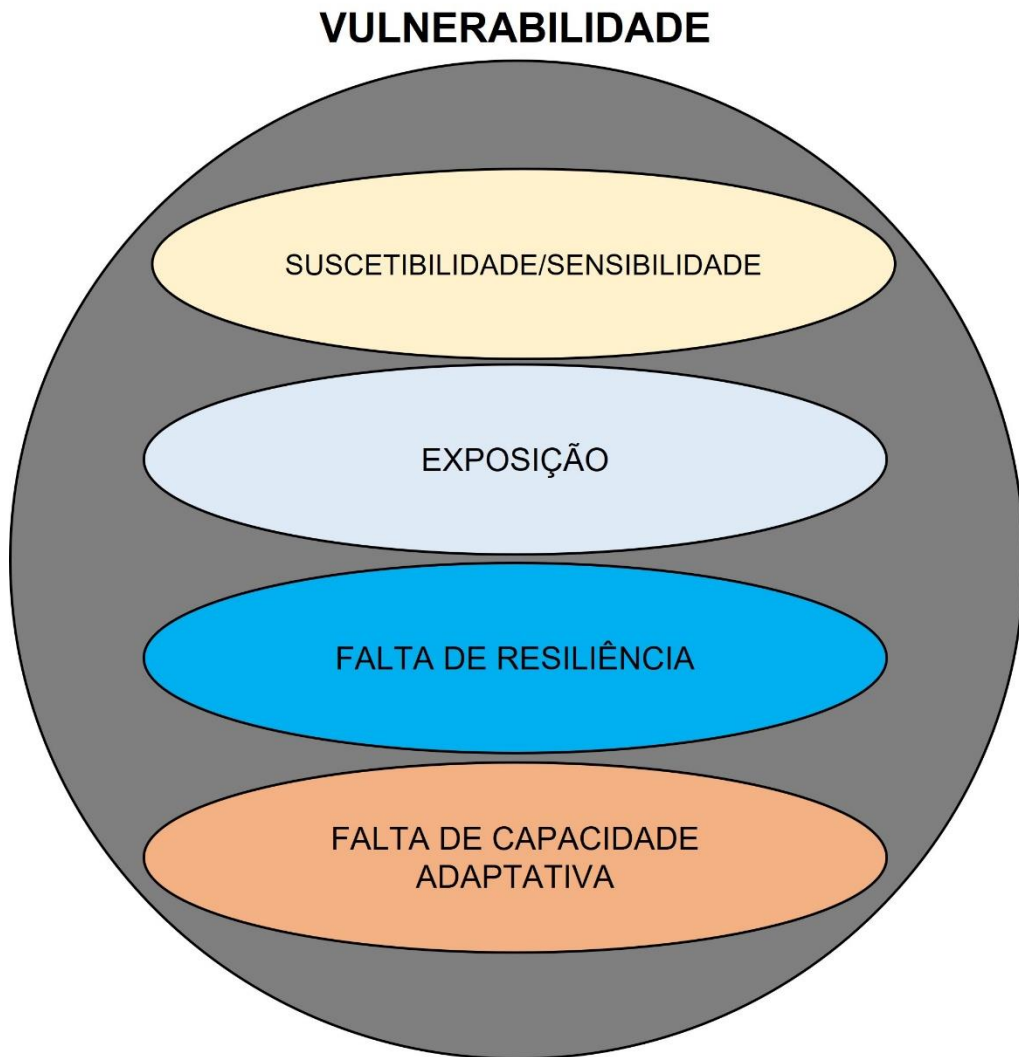 VULNERABILIDADE
SUSCETIBILIDADE/SENSIBILIDADE
EXPOSIÇÃO
FALTA DE RESILIÊNCIA
FALTA DE CAPACIDADE
ADAPTATIVA